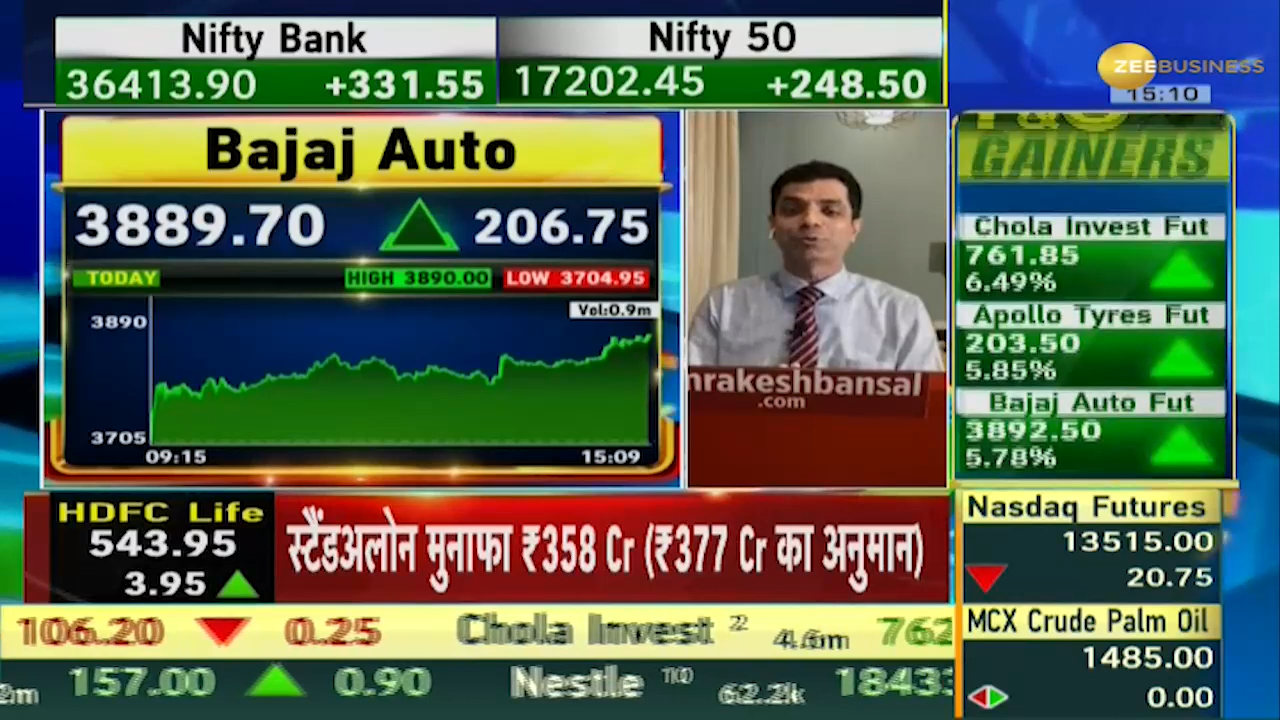 Nifty Bank
36413.90 +331.55
Nifty 50
17202.45 +248.50
ZEEBUSINESS
15:10
Bajaj Auto
3889.70 206.75
TODAY HIGH 3890.00 LOW 3704.95
Vol:0.9m
3890
3705
09:15 15:09
nrakeshbansal
.com
GAINERS
Chola Invest Fut
761.85
6.49%
Apollo Tyres Fut
203.50
5.85%
Bajaj Auto Fut
3892.50
5.78%
HDFC Life
543.95
3.95
स्टैंडअलोन मुनाफा ₹358 Cr (₹377 Cr का अनुमान)
Nasdaq Futures
13515.00
20.75
MCX Crude Palm Oil
1485.00
0.00
106.20 0.25 Chola Invest 22 4.6m 762
2m 157.00 0.90 Nestle 62.2k 18433